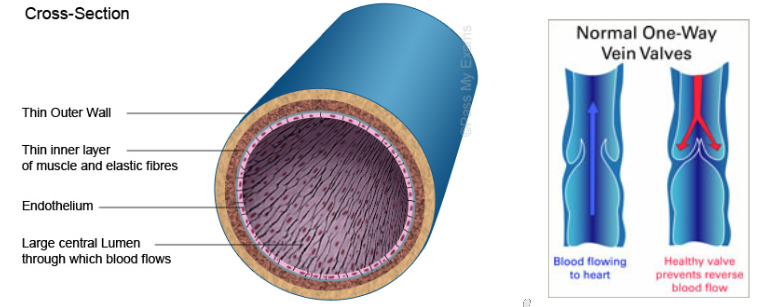 Cross-Section
Thin Outer Wall
Thin inner layer
of muscle and elastic fibres
Endothelium
Large central Lumen
through which blood flows
©Pass My Exams
Normal One-Way
Vein Valves
Blood flowing
to heart
Healthy valve
prevents reverse
blood flow